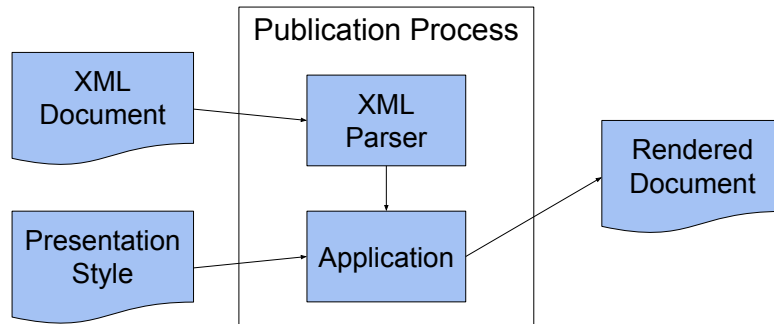 Publication Process
XML
Document
XML
Parser
Rendered
Document
Presentation
Style
Application